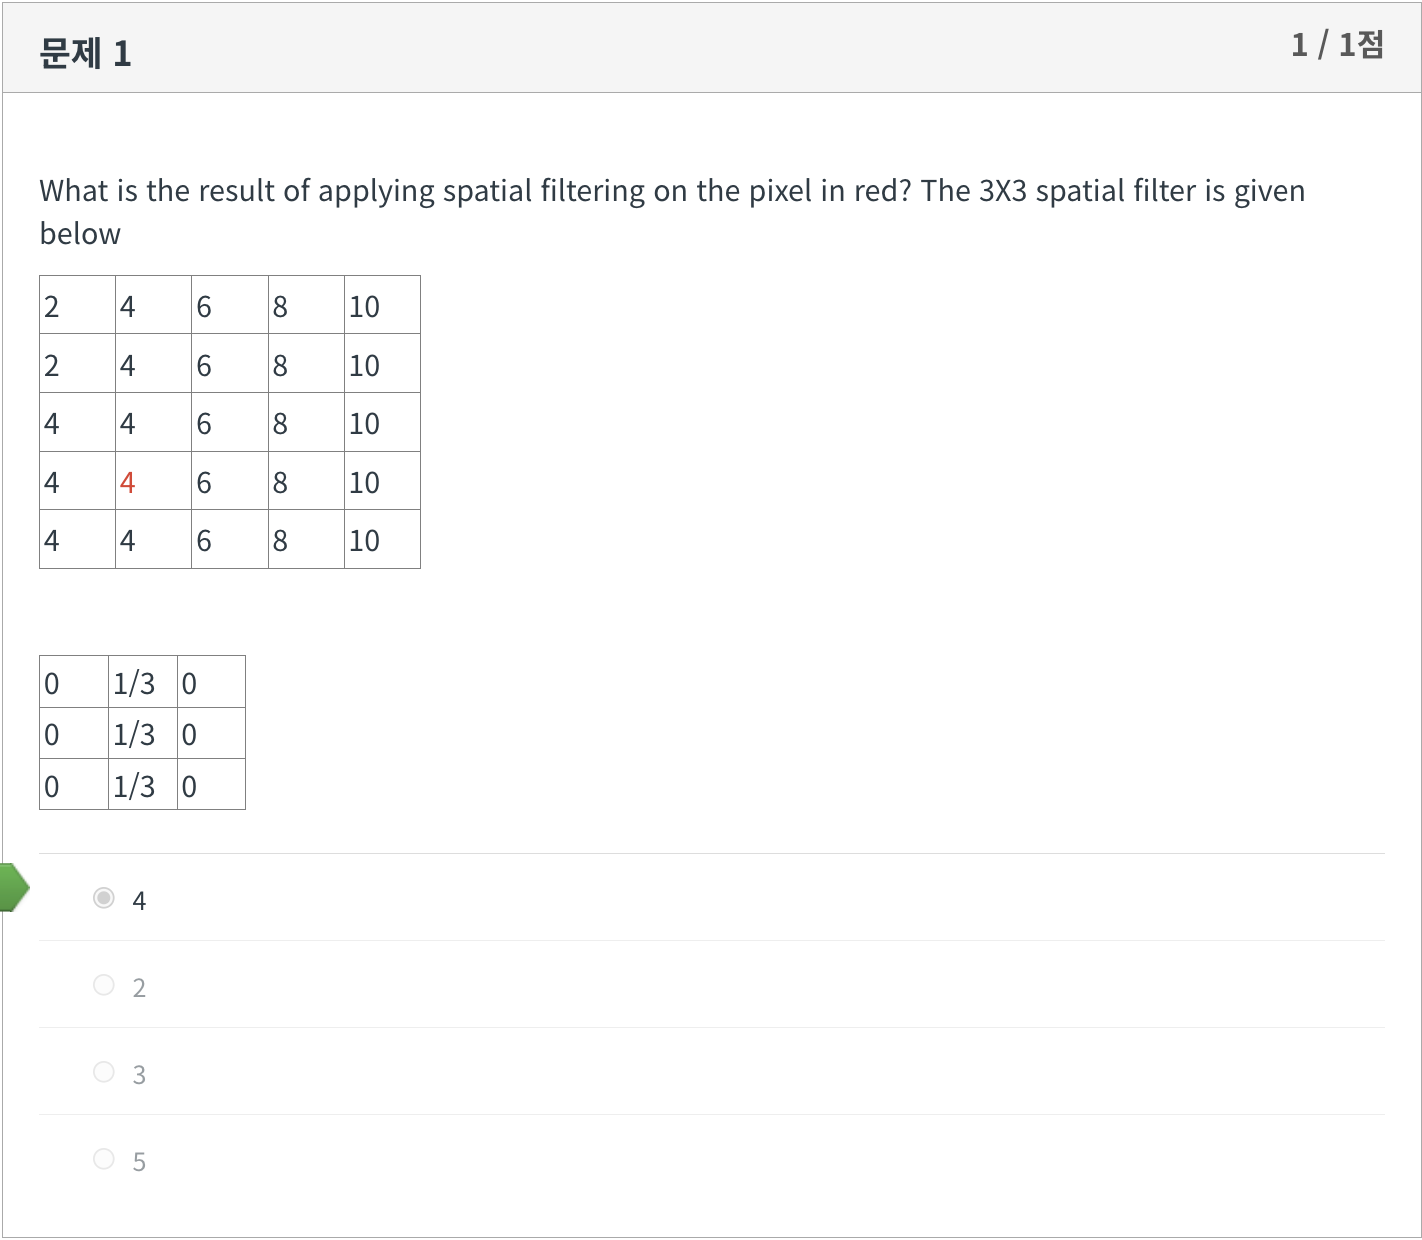 문제 1
1 / 1점
What is the result of applying spatial filtering on the pixel in red? The 3X3 spatial filter is given
below
2 4 6 8 10
2 4 6 8 10
4 4 6 8 10
4 4 6 8 10
4 4 6 8 10
0 1/3 0
0 1/3 0
0 1/3 0
4
2
3
5